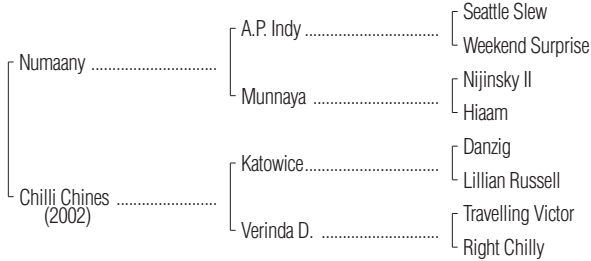 Seattle Slew
A.P. Indy
Weekend Surprise
Numaany
Nijinsky II
Munnaya
Hiaam
Danzig
Katowice
Lillian Russell
Chilli Chines
(2002)
Travelling Victor
Verinda D.
Right Chilly